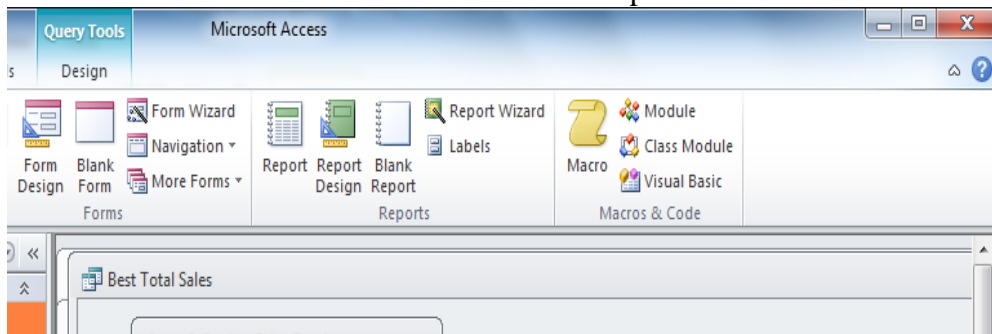 Query Tools Microsoft Access
s Design
Form Wizard Report Wizard Module
Navigation Labels Class Module
Form Design Blank Form More Forms Report Report Design Blank Report Macro Visual Basic
Forms Reports Macros & Code
Best Total Sales